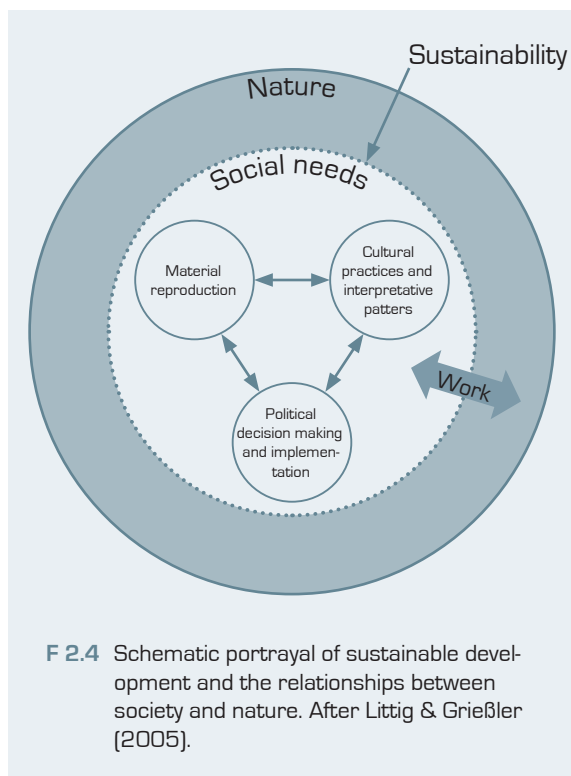 Sustainability
Nature
Social needs
Material
reproduction
Cultural
practices and
interpretative
patters
Work
Political
decision making
and implemen-
tation
F 2.4 Schematic portrayal of sustainable devel-
opment and the relationships between
society and nature. After Littig & Grießler
(2005).